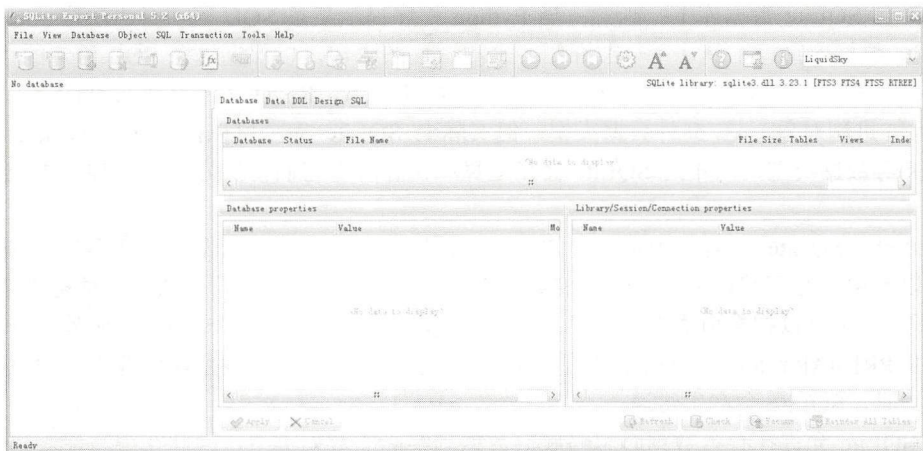 SQLite Expert Personal 5.2 (x64)
File View Database Object SQL Transaction Tools Help
fx A A LiquidSky
No database
SQLite library: sqlite3.dll 3.23.1 [FTS3 FTS4 FTS5 RTREE]
Database Data DDL Design SQL
Databases
Database Status File Name File Size Tables Views Inde
<No data to display>
Database properties
Library/Session/Connection properties
Name Value Mo
Name Value
<No data to display>
<No data to display>
Apply Cancel
Refresh Check Vacuum Reindex All Tables
Ready